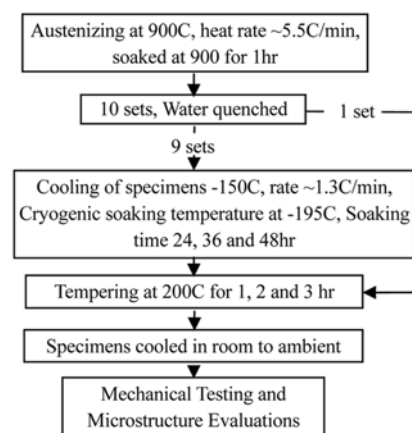 Austenizing at 900C, heat rate ~5.5C/min,
soaked at 900 for 1hr
10 sets, Water quenched
1 set
9 sets
Cooling of specimens -150C, rate ~1.3C/min,
Cryogenic soaking temperature at -195C, Soaking
time 24, 36 and 48hr
Tempering at 200C for 1, 2 and 3 hr
Specimens cooled in room to ambient
Mechanical Testing and
Microstructure Evaluations